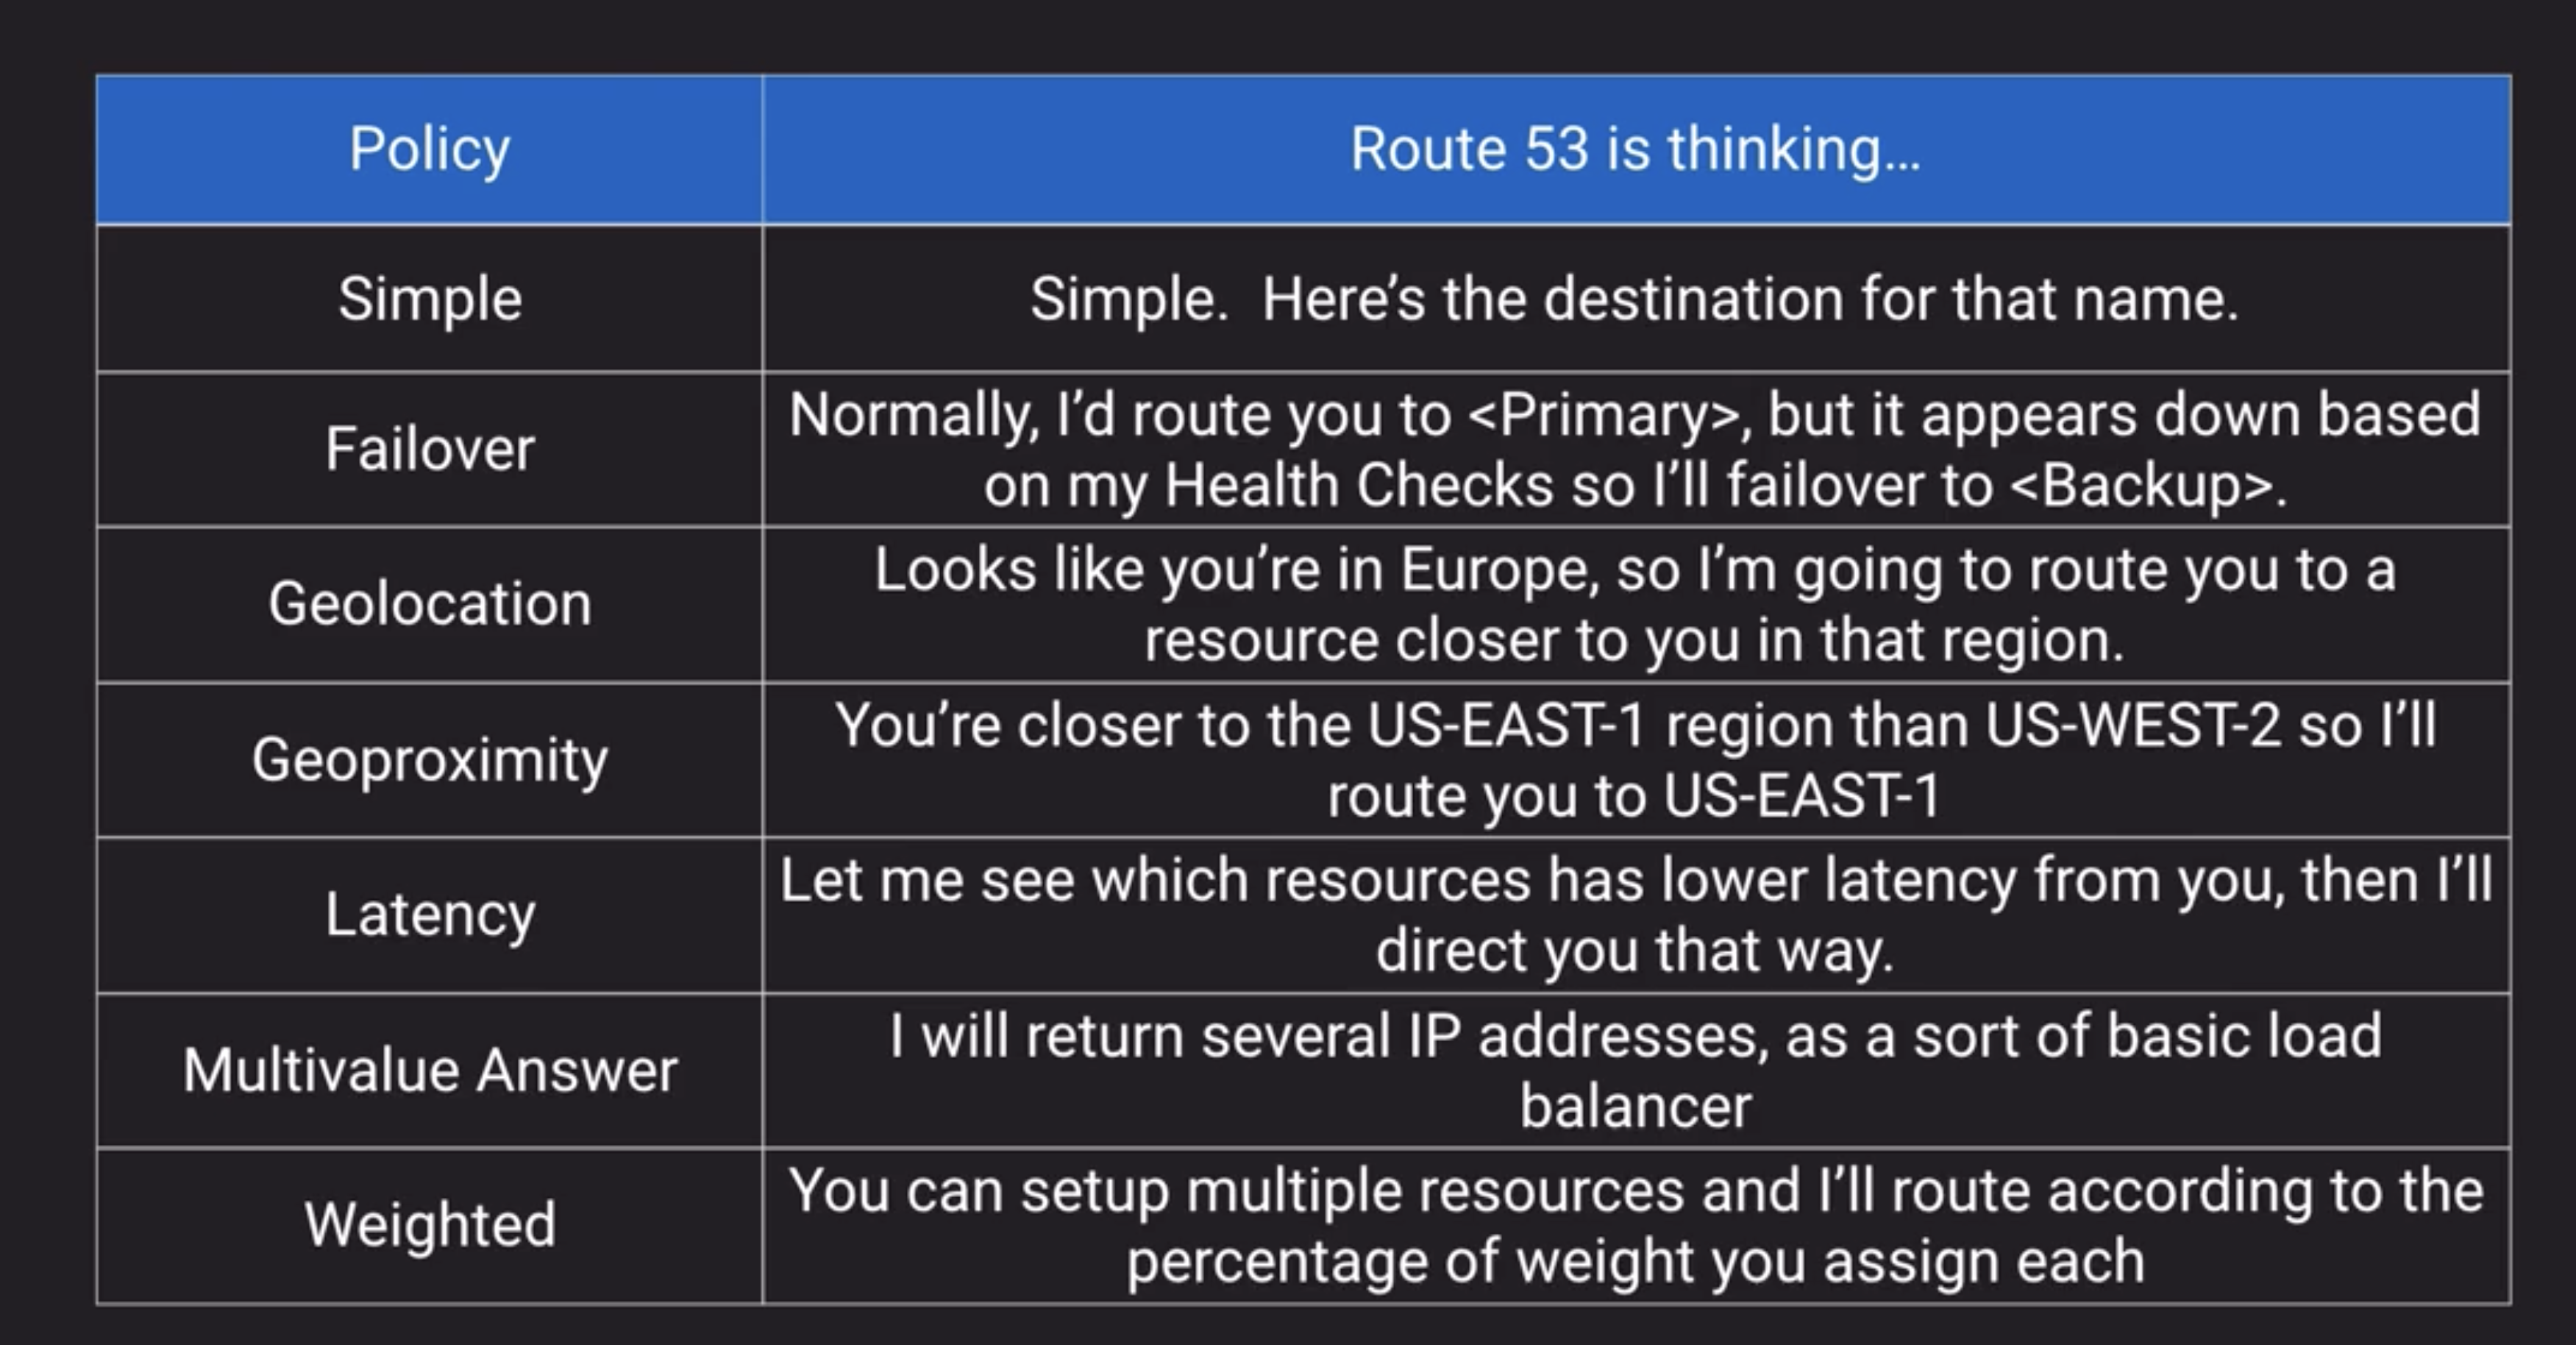 Policy
Route 53 is thinking...
Simple
Simple.  Here’s the destination for that name.
Failover
Normally, I’d route you to <Primary>, but it appears down based
on my Health Checks so I’ll failover to <Backup>.
Geolocation
Looks like you’re in Europe, so I’m going to route you to a
resource closer to you in that region.
Geoproximity
You’re closer to the US-EAST-1 region than US-WEST-2 so I’ll
route you to US-EAST-1
Latency
Let me see which resources has lower latency from you, then I’ll
direct you that way.
Multivalue Answer
I will return several IP addresses, as a sort of basic load
balancer
Weighted
You can setup multiple resources and I’ll route according to the
percentage of weight you assign each